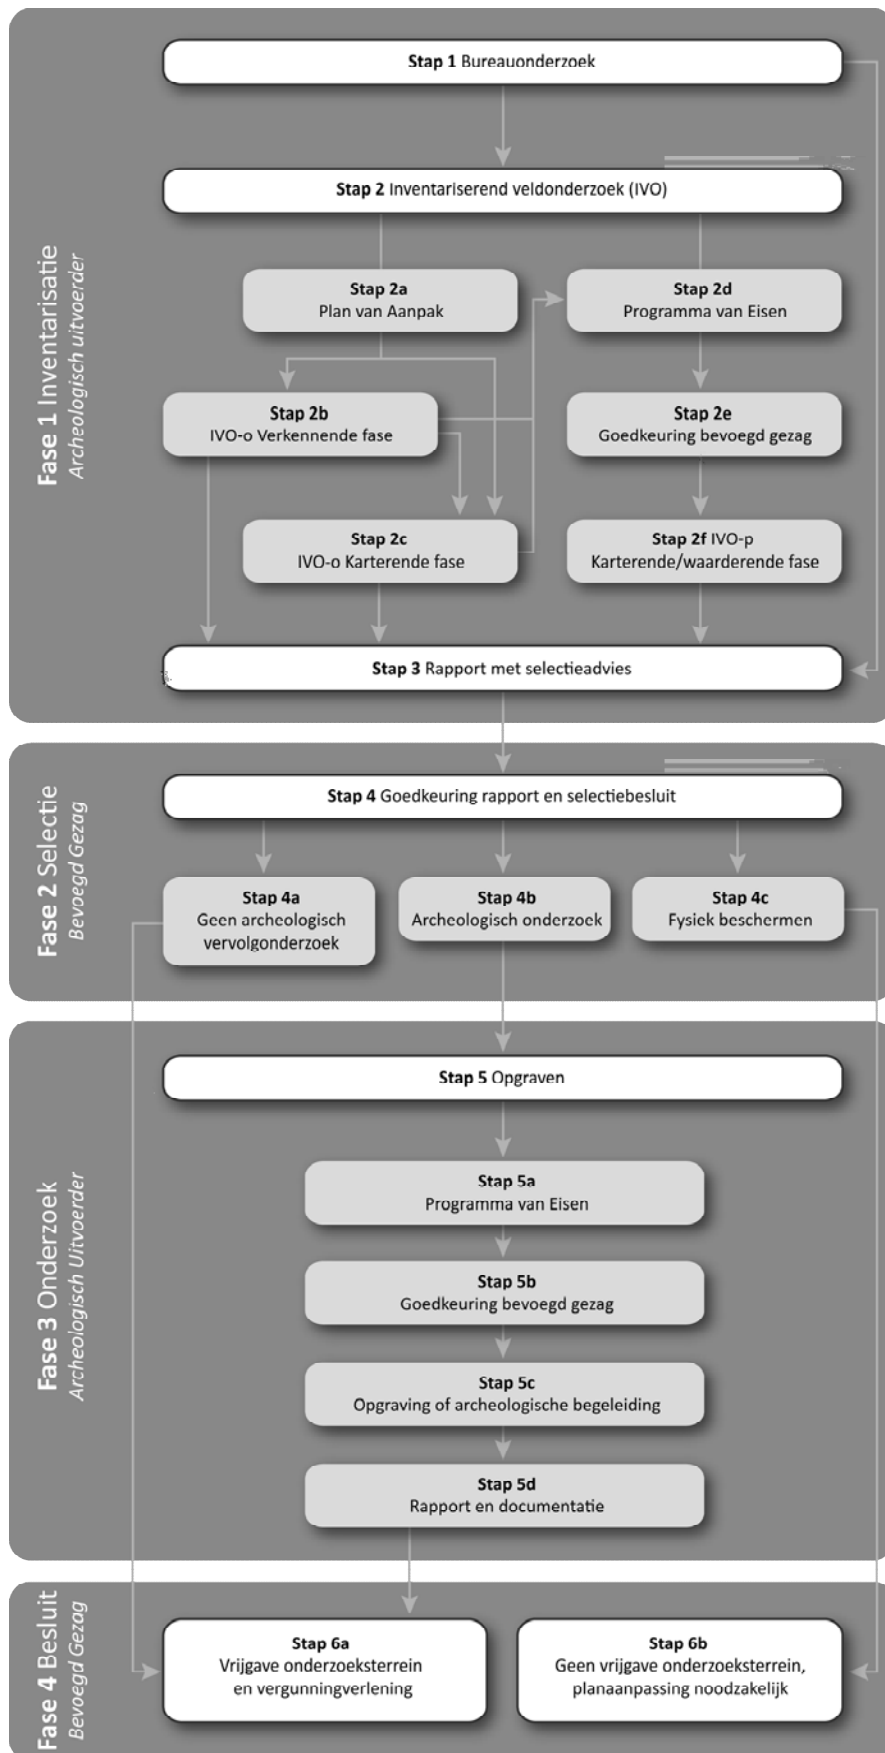 Fase 1 Inventarisatie
Archeologisch uitvoerder
Stap 1 Bureauonderzoek
Stap 2 Inventariserend veldonderzoek (IVO)
Stap 2a
Plan van Aanpak
Stap 2d
Programma van Eisen
Stap 2b
IVO-o Verkennende fase
Stap 2e
Goedkeuring bevoegd gezag
Stap 2c
IVO-o Karterende fase
Stap 2f IVO-p
Karterende/waarderende fase
Stap 3 Rapport met selectieadvies
Fase 2 Selectie
Bevoegd Gezag
Stap 4 Goedkeuring rapport en selectiebesluit
Stap 4a
Geen archeologisch
vervolgonderzoek
Stap 4b
Archeologisch onderzoek
Stap 4c
Fysiek beschermen
Fase 3 Onderzoek
Archeologisch Uitvoerder
Stap 5 Opgraven
Stap 5a
Programma van Eisen
Stap 5b
Goedkeuring bevoegd gezag
Stap 5c
Opgraving of archeologische begeleiding
Stap 5d
Rapport en documentatie
Fase 4 Besluit
Bevoegd Gezag
Stap 6a
Vrijgave onderzoeksterrein
en vergunningverlening
Stap 6b
Geen vrijgave onderzoeksterrein,
planaanpassing noodzakelijk